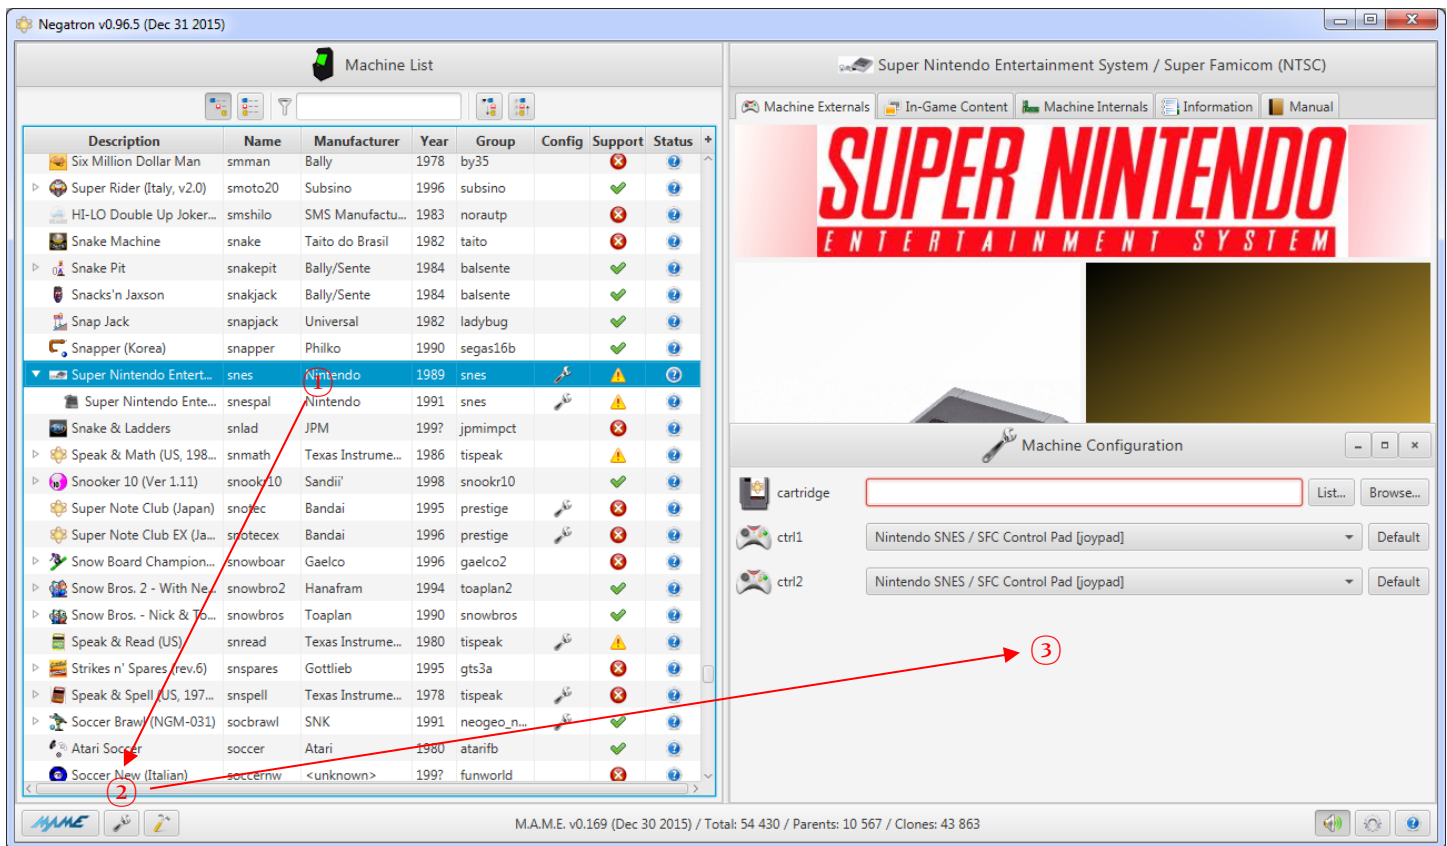 Negatron v0.96.5 (Dec 31 2015)
Machine List
Super Nintendo Entertainment System / Super Famicom (NTSC)
Machine Externals In-Game Content Machine Internals Information Manual
Description Name Manufacturer Year Group Config Support Status +
Six Million Dollar Man smman Bally 1978 by35
Super Rider (Italy, v2.0) smoto20 Subsino 1996 subsino
HI-LO Double Up Joker... smshilo SMS Manufactu... 1983 norautp
Snake Machine snake Taito do Brasil 1982 taito
Snake Pit snakepit Bally/Sente 1984 balsente
Snacks'n Jaxson snakjack Bally/Sente 1984 balsente
Snap Jack snapjack Universal 1982 ladybug
Snapper (Korea) snapper Philko 1990 segas16b
Super Nintendo Entert... snes Nintendo 1989 snes
Super Nintendo Ente... snespal Nintendo 1991 snes
Snake & Ladders snlad JPM 199? jpmimpct
Speak & Math (US, 198... snmath Texas Instrume... 1986 tispeak
Snooker 10 (Ver 1.11) snookr10 Sandii' 1998 snookr10
Super Note Club (Japan) snotec Bandai 1995 prestige
Super Note Club EX (Ja... snotecex Bandai 1996 prestige
Snow Board Champion... snowboar Gaelco 1996 gaelco2
Snow Bros. 2 - With Ne... snowbro2 Hanafram 1994 toaplan2
Snow Bros. - Nick & To... snowbros Toaplan 1990 snowbros
Speak & Read (US) snread Texas Instrume... 1980 tispeak
Strikes n' Spares (rev.6) snspares Gottlieb 1995 gts3a
Speak & Spell (US, 197... snspell Texas Instrume... 1978 tispeak
Soccer Brawl (NGM-031) socbrawl SNK 1991 neogeo_n...
Atari Soccer soccer Atari 1980 atarifb
Soccer New (Italian) soccernw <unknown> 199? funworld
①
②
③
SUPER NINTENDO
ENTERTAINMENT SYSTEM
Machine Configuration
cartridge List... Browse...
ctrl1 Nintendo SNES / SFC Control Pad [joypad] Default
ctrl2 Nintendo SNES / SFC Control Pad [joypad] Default
MAME
M.A.M.E. v0.169 (Dec 30 2015) / Total: 54 430 / Parents: 10 567 / Clones: 43 863